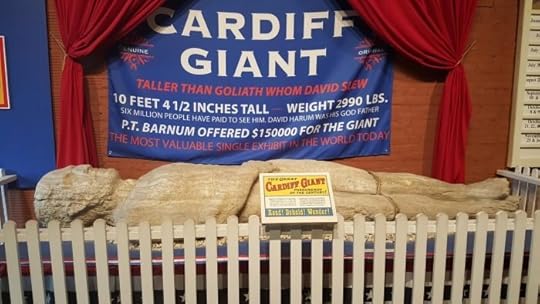 CARDIFF
GIANT
GENUINE
ORIGINAL
TALLER THAN GOLIATH WHOM DAVID SLEW
10 FEET 4 1/2 INCHES TALL — WEIGHT 2990 LBS.
SIX MILLION PEOPLE HAVE PAID TO SEE HIM. DAVID HARUM WAS HIS GOD FATHER
P.T. BARNUM OFFERED $150000 FOR THE GIANT
THE MOST VALUABLE SINGLE EXHIBIT IN THE WORLD TODAY
THE GREAT
CARDIFF GIANT
Read! Behold! Wonder!